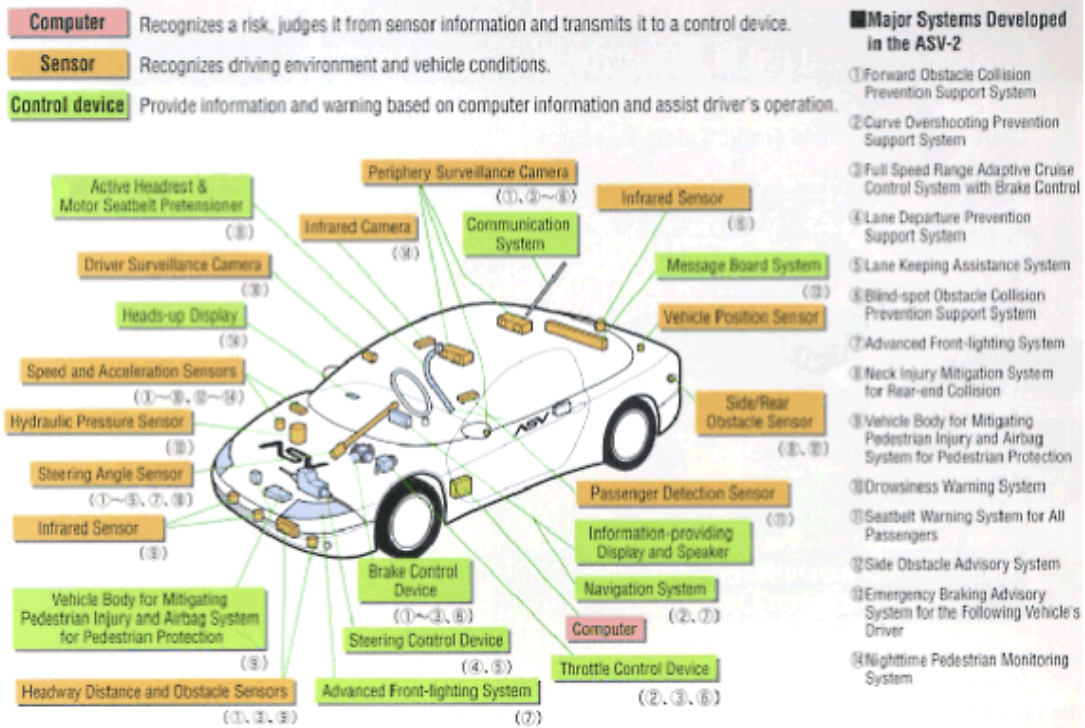 Computer Recognizes a risk, judges it from sensor information and transmits it to a control device.
Sensor Recognizes driving environment and vehicle conditions.
Control device Provide information and warning based on computer information and assist driver's operation.
Active Headrest &
Motor Seatbelt Pretensioner
Periphery Surveillance Camera
(①、③～⑥)
Infrared Sensor
(⑥)
Infrared Camera
(⑭)
Communication
System
Driver Surveillance Camera
(⑩)
Message Board System
(⑬)
Heads-up Display
(⑭)
Vehicle Position Sensor
Speed and Acceleration Sensors
(①～⑩、⑫～⑭)
Hydraulic Pressure Sensor
(⑬)
Side/Rear
Obstacle Sensor
(⑧、⑫)
ASV
ASV
Steering Angle Sensor
(①～⑤、⑦、⑩)
Passenger Detection Sensor
(⑪)
Infrared Sensor
(⑨)
Information-providing
Display and Speaker
Brake Control
Device
(①～③、⑥)
Navigation System
(②、⑦)
Vehicle Body for Mitigating
Pedestrian Injury and Airbag System
for Pedestrian Protection
(⑨)
Computer
Steering Control Device
(④、⑤)
Throttle Control Device
(②、③、⑥)
Headway Distance and Obstacle Sensors
(①、③、⑨)
Advanced Front-lighting System
(⑦)
■Major Systems Developed
in the ASV-2
①Forward Obstacle Collision
Prevention Support System
②Curve Overshooting Prevention
Support System
③Full Speed Range Adaptive Cruise
Control System with Brake Control
④Lane Departure Prevention
Support System
⑤Lane Keeping Assistance System
⑥Blind-spot Obstacle Collision
Prevention Support System
⑦Advanced Front-lighting System
⑧Neck Injury Mitigation System
for Rear-end Collision
⑨Vehicle Body for Mitigating
Pedestrian Injury and Airbag
System for Pedestrian Protection
⑩Drowsiness Warning System
⑪Seatbelt Warning System for All
Passengers
⑫Side Obstacle Advisory System
⑬Emergency Braking Advisory
System for the Following Vehicle's
Driver
⑭Nighttime Pedestrian Monitoring
System